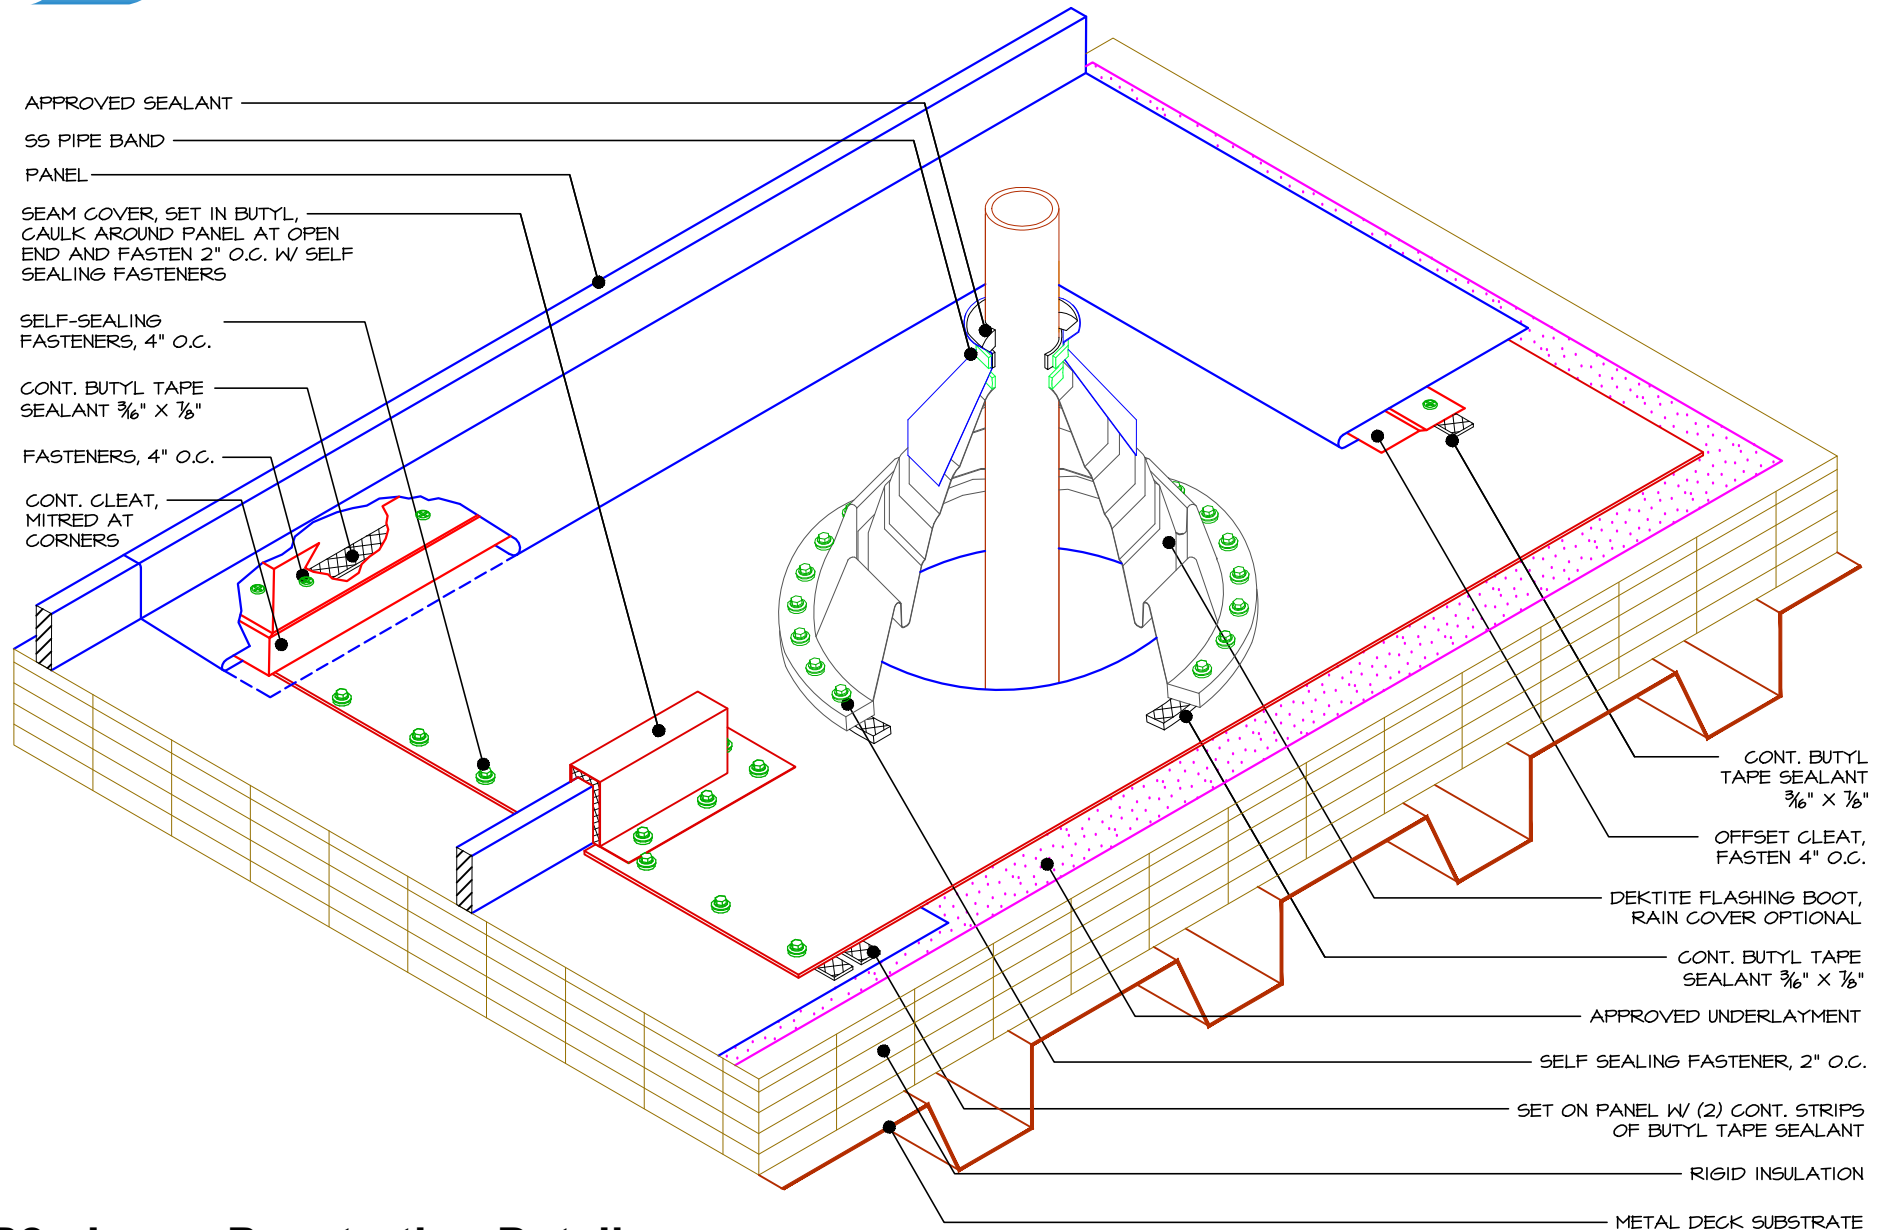 APPROVED SEALANT
SS PIPE BAND
PANEL
SEAM COVER, SET IN BUTYL,
CAULK AROUND PANEL AT OPEN
END AND FASTEN 2" O.C. W/ SELF
SEALING FASTENERS
SELF-SEALING
FASTENERS, 4" O.C.
CONT. BUTYL TAPE
SEALANT 3/16" X 7/8"
FASTENERS, 4" O.C.
CONT. CLEAT,
MITRED AT
CORNERS
CONT. BUTYL
TAPE SEALANT
3/16" X 7/8"
OFFSET CLEAT,
FASTEN 4" O.C.
DEKTITE FLASHING BOOT,
RAIN COVER OPTIONAL
CONT. BUTYL TAPE
SEALANT 3/16" X 7/8"
APPROVED UNDERLAYMENT
SELF SEALING FASTENER, 2" O.C.
SET ON PANEL W/ (2) CONT. STRIPS
OF BUTYL TAPE SEALANT
RIGID INSULATION
METAL DECK SUBSTRATE